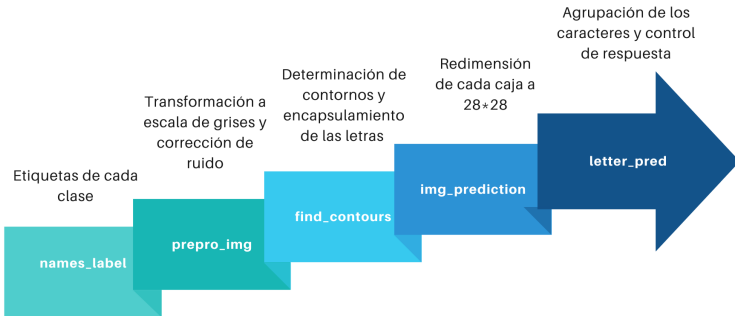 Etiquetas de cada
clase
names_label
Transformación a
escala de grises y
corrección de
ruido
prepro_img
Determinación de
contornos y
encapsulamiento
de las letras
find_contours
Redimensión
de cada caja a
28*28
img_prediction
Agrupación de los
caracteres y control
de respuesta
letter_pred